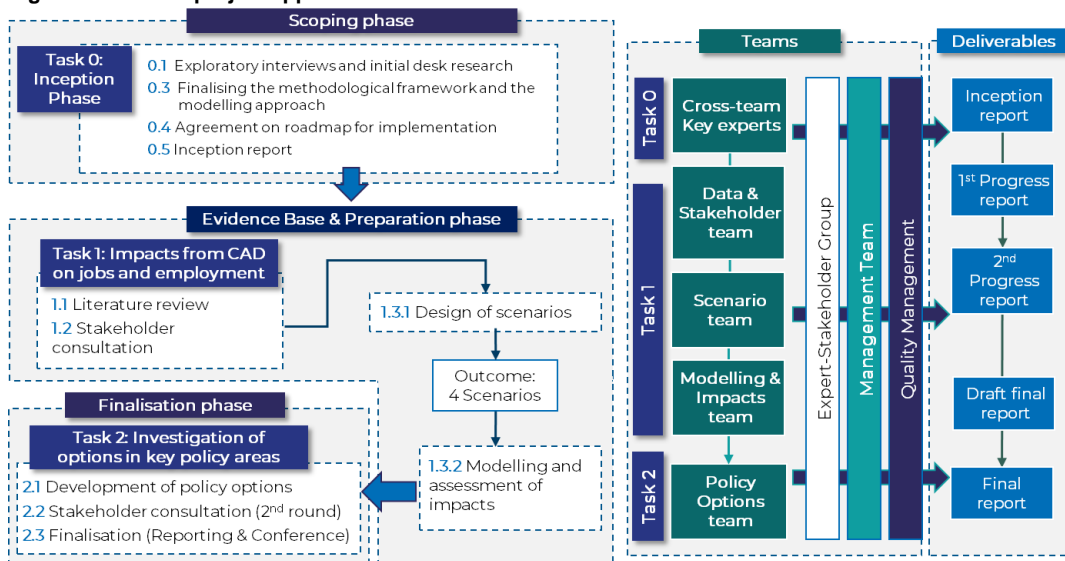 Scoping phase
Task 0:
Inception
Phase
0.1 Exploratory interviews and initial desk research
0.3 Finalising the methodological framework and the
modelling approach
0.4 Agreement on roadmap for implementation
0.5 Inception report
Evidence Base & Preparation phase
Task 1: Impacts from CAD
on jobs and employment
1.1 Literature review
1.2 Stakeholder
consultation
1.3.1 Design of scenarios
Outcome:
4 Scenarios
1.3.2 Modelling and
assessment of
impacts
Finalisation phase
Task 2: Investigation of
options in key policy areas
2.1 Development of policy options
2.2 Stakeholder consultation (2nd round)
2.3 Finalisation (Reporting & Conference)
Teams
Task 0
Cross-team
Key experts
Task 1
Data &
Stakeholder
team
Scenario
team
Modelling &
Impacts
team
Task 2
Policy
Options
team
Expert-Stakeholder Group
Management Team
Quality Management
Deliverables
Inception
report
1st Progress
report
2nd
Progress
report
Draft final
report
Final
report